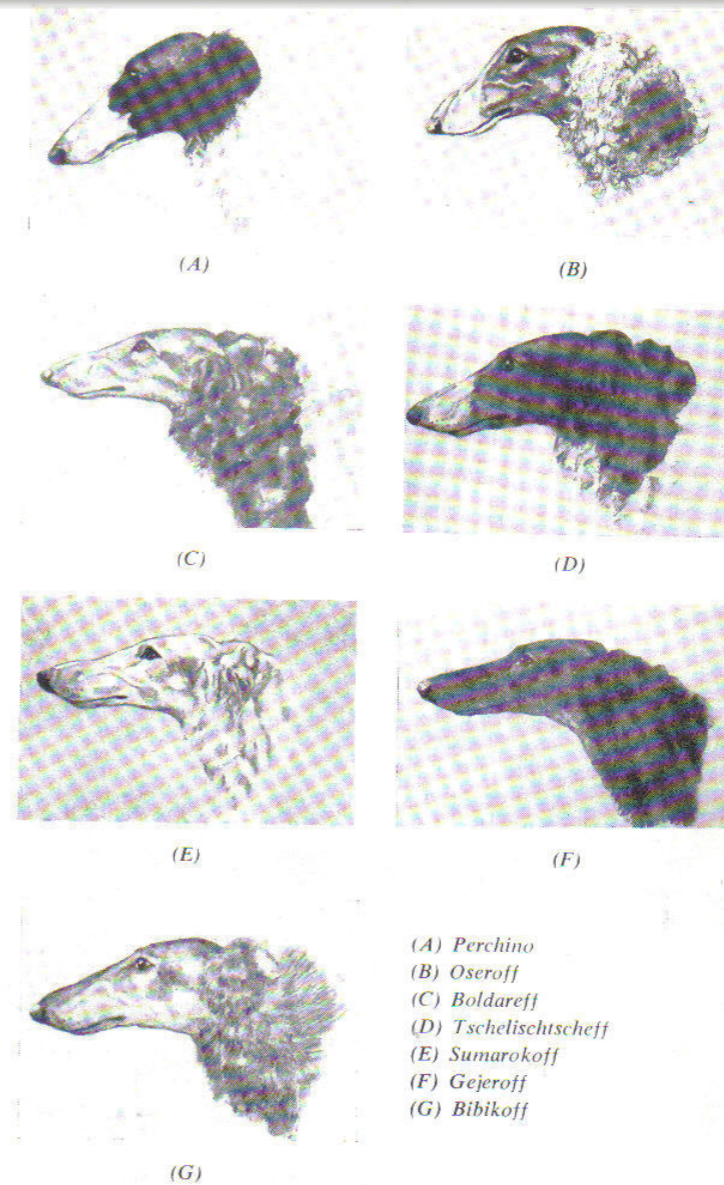 (A)
(B)
(C)
(D)
(E)
(F)
(G)
(A) Perchino
(B) Oseroff
(C) Boldareff
(D) Tschelischtscheff
(E) Sumarokoff
(F) Gejeroff
(G) Bibikoff